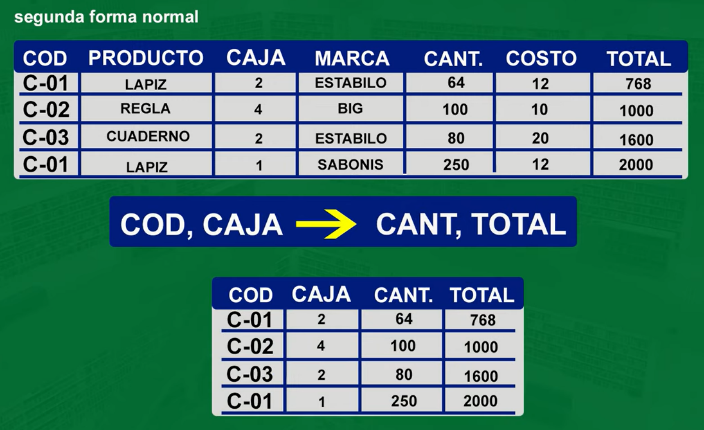 segunda forma normal
COD PRODUCTO CAJA MARCA CANT. COSTO TOTAL
C-01 LAPIZ 2 ESTABILO 64 12 768
C-02 REGLA 4 BIG 100 10 1000
C-03 CUADERNO 2 ESTABILO 80 20 1600
C-01 LAPIZ 1 SABONIS 250 12 2000
COD, CAJA → CANT, TOTAL
COD CAJA CANT. TOTAL
C-01 2 64 768
C-02 4 100 1000
C-03 2 80 1600
C-01 1 250 2000